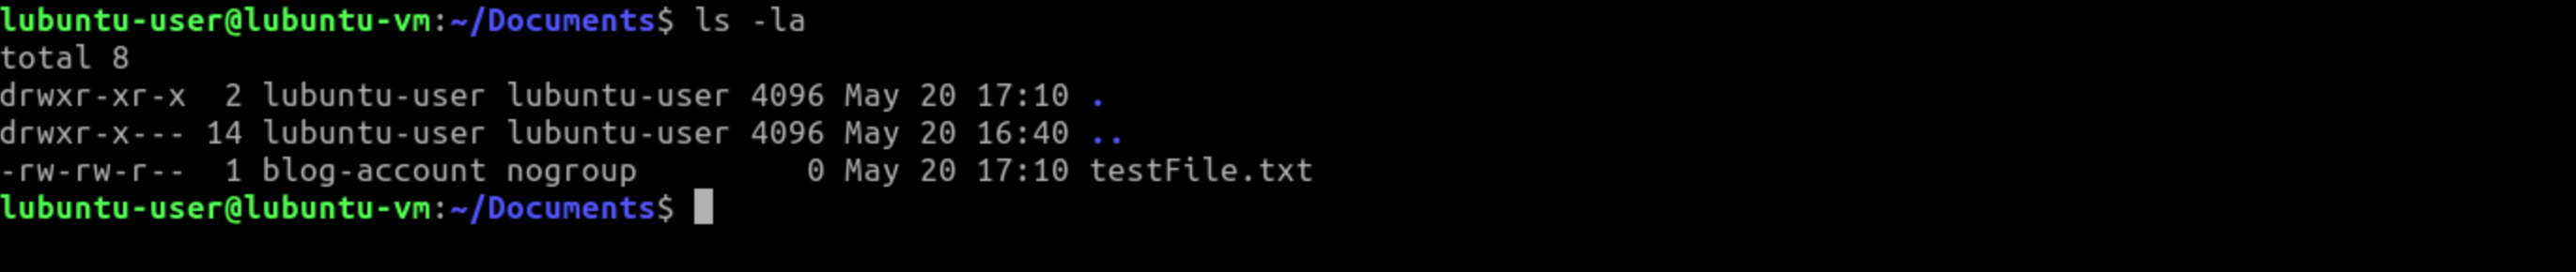 lubuntu-user@lubuntu-vm:~/Documents$ ls -la
total 8
drwxr-xr-x  2 lubuntu-user lubuntu-user 4096 May 20 17:10 .
drwxr-x--- 14 lubuntu-user lubuntu-user 4096 May 20 16:40 ..
-rw-rw-r--  1 blog-account nogroup         0 May 20 17:10 testFile.txt
lubuntu-user@lubuntu-vm:~/Documents$